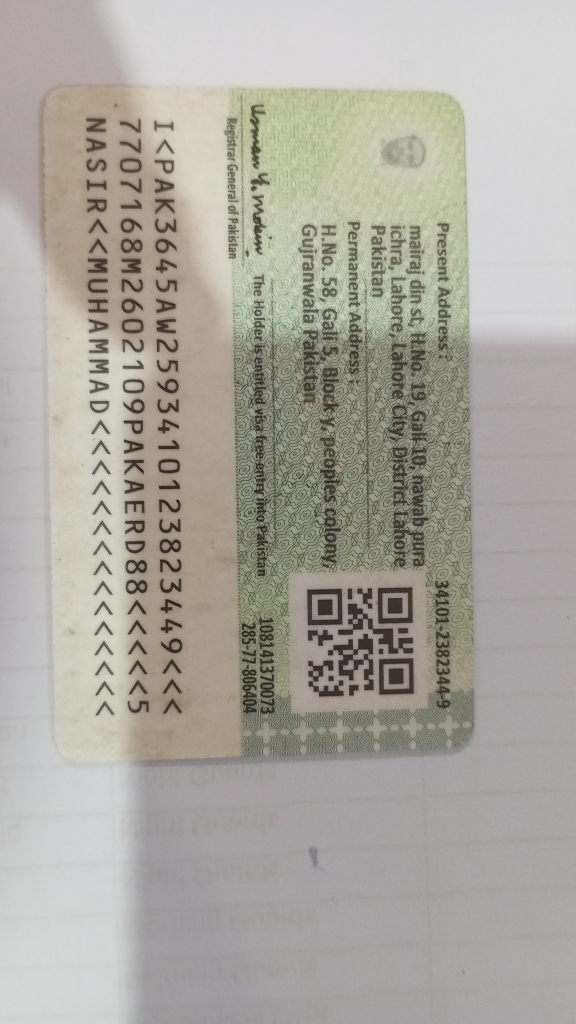 Present Address :
34101-2382344-9
mairaj din st, H.No. 19, Gali 10, nawab pura
ichra, Lahore, Lahore City, District Lahore
Pakistan
Permanent Address :
H.No. 58, Gali 5, Block y, peoples colony,
Gujranwala Pakistan
Usman Y. Mobin
Registrar General of Pakistan
The Holder is entitled visa free entry into Pakistan
108141370073
285-77-806404
I<PAK3645AW2593410123823449<<<
7707168M2602109PAKAERD88<<<<<5
NASIR<<MUHAMMAD<<<<<<<<<<<<<<<